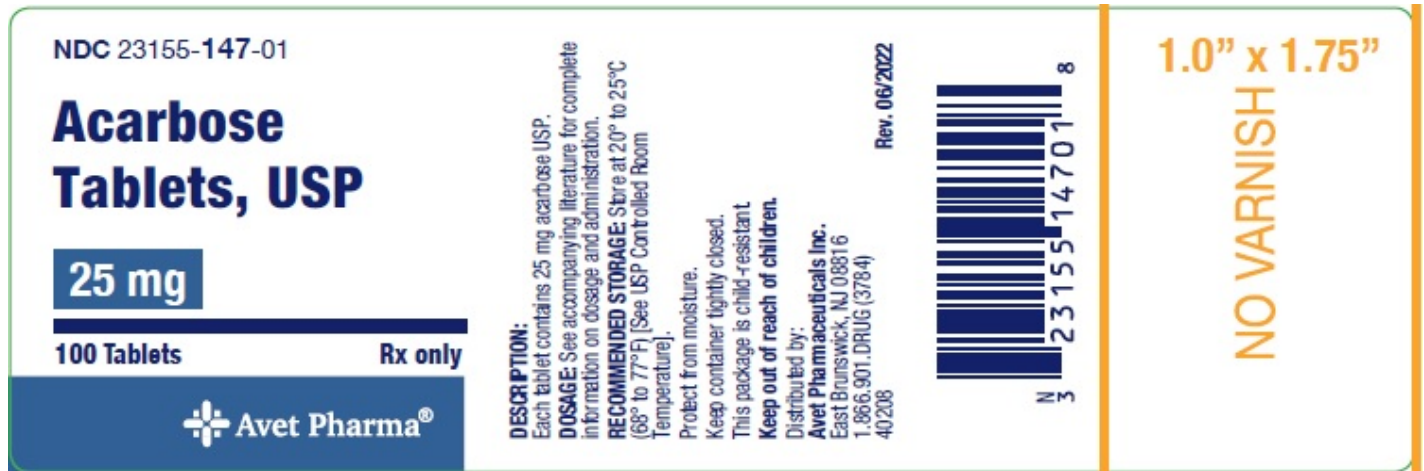 NDC 23155-147-01
Acarbose
Tablets, USP
25 mg
100 Tablets Rx only
Avet Pharma®
DESCRIPTION:
Each tablet contains 25 mg acarbose USP.
DOSAGE: See accompanying literature for complete
information on dosage and administration.
RECOMMENDED STORAGE: Store at 20° to 25°C
(68° to 77°F) [See USP Controlled Room
Temperature].
Protect from moisture.
Keep container tightly closed.
This package is child-resistant.
Keep out of reach of children.
Distributed by:
Avet Pharmaceuticals Inc.
East Brunswick, NJ 08816
1.866.901.DRUG (3784)
40208 Rev. 06/2022
N
3 23155 14701 8
1.0” x 1.75”
NO VARNISH